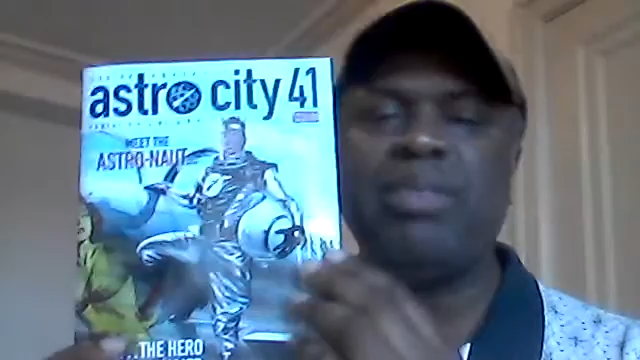 astro city 41
MEET THE
ASTRO-NAUT...
...THE HERO